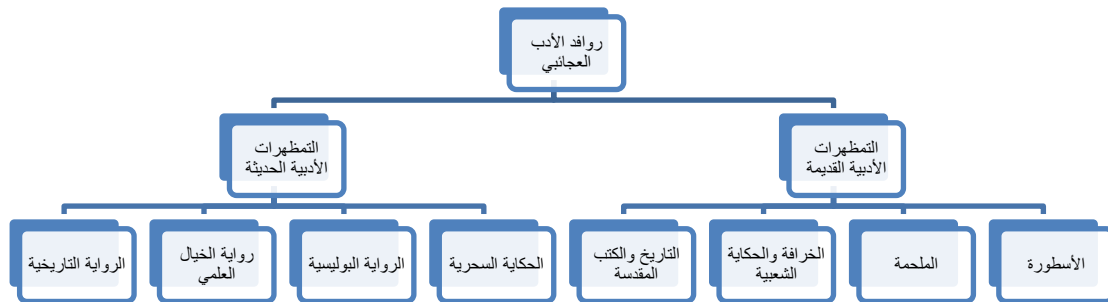 روافد الأدب
العجائبي
التمظهرات
الأدبية القديمة
التمظهرات
الأدبية الحديثة
الأسطورة
الملحمة
الخرافة والحكاية
الشعبية
التاريخ والكتب
المقدسة
الحكاية السحرية
الرواية البوليسية
رواية الخيال
العلمي
الرواية التاريخية